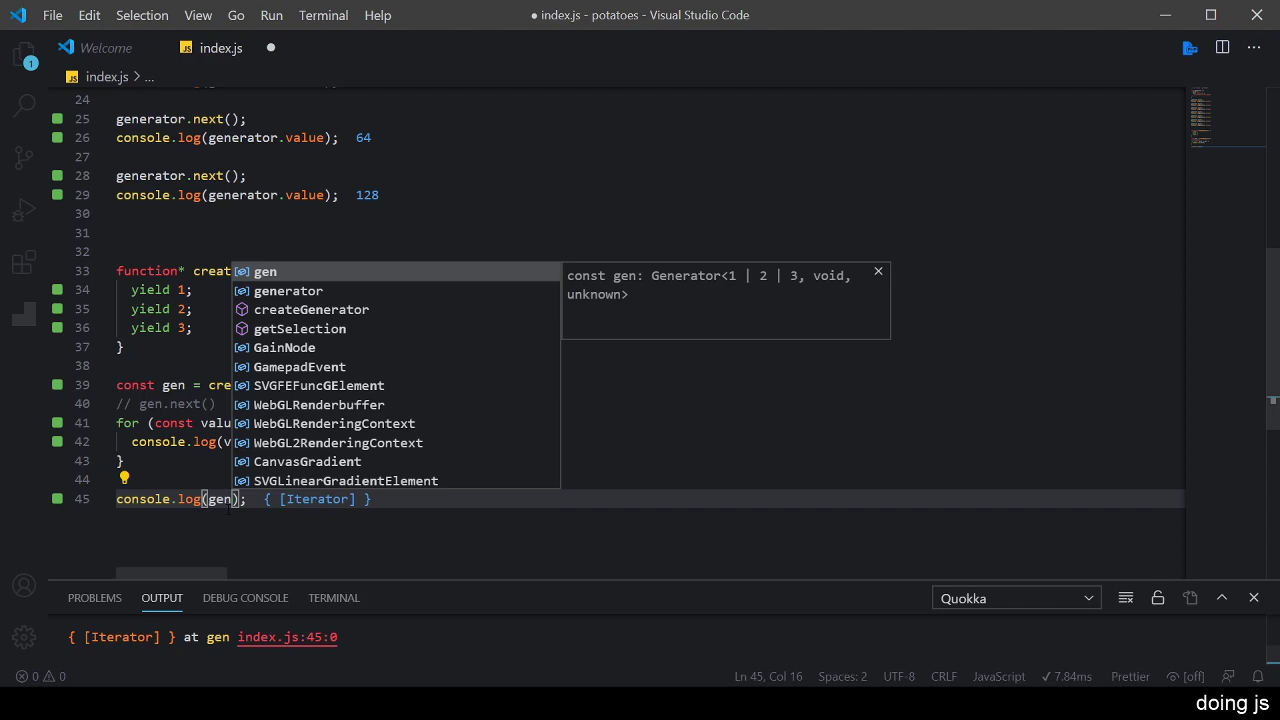 File Edit Selection View Go Run Terminal Help
● index.js - potatoes - Visual Studio Code
Welcome
JS index.js
1
JS index.js > ...
24
25 generator.next();
26 console.log(generator.value); 64
27
28 generator.next();
29 console.log(generator.value); 128
30
31
32
33 function* creat
34 yield 1;
35 yield 2;
36 yield 3;
37 }
38
39 const gen = cre
40 // gen.next()
41 for (const valu
42 console.log(v
43 }
44
45 console.log(gen); { [Iterator] }
gen
generator
createGenerator
getSelection
GainNode
GamepadEvent
SVGFEFuncGElement
WebGLRenderbuffer
WebGLRenderingContext
WebGL2RenderingContext
CanvasGradient
SVGLinearGradientElement
const gen: Generator<1 | 2 | 3, void,
unknown>
PROBLEMS OUTPUT DEBUG CONSOLE TERMINAL
Quokka
{ [Iterator] } at gen index.js:45:0
0 0
Ln 45, Col 16 Spaces: 2 UTF-8 CRLF JavaScript ✓ 7.84ms Prettier [off]
doing js